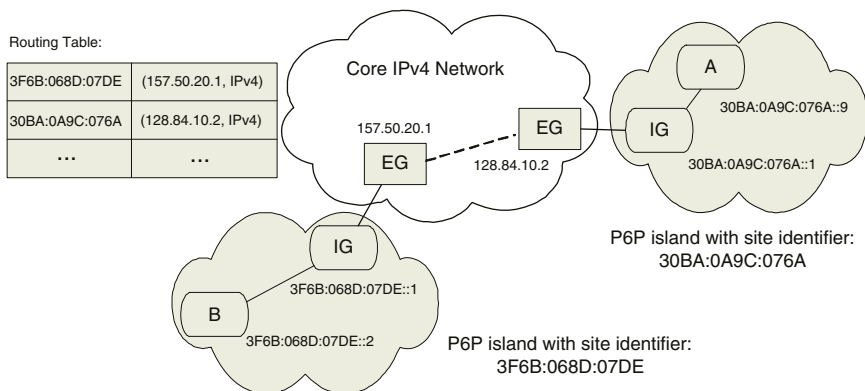 Routing Table:
3F6B:068D:07DE (157.50.20.1, IPv4)
30BA:0A9C:076A (128.84.10.2, IPv4)
... ...
Core IPv4 Network
A
30BA:0A9C:076A::9
157.50.20.1
EG
EG
IG
128.84.10.2
30BA:0A9C:076A::1
P6P island with site identifier:
30BA:0A9C:076A
IG
3F6B:068D:07DE::1
B
3F6B:068D:07DE::2
P6P island with site identifier:
3F6B:068D:07DE